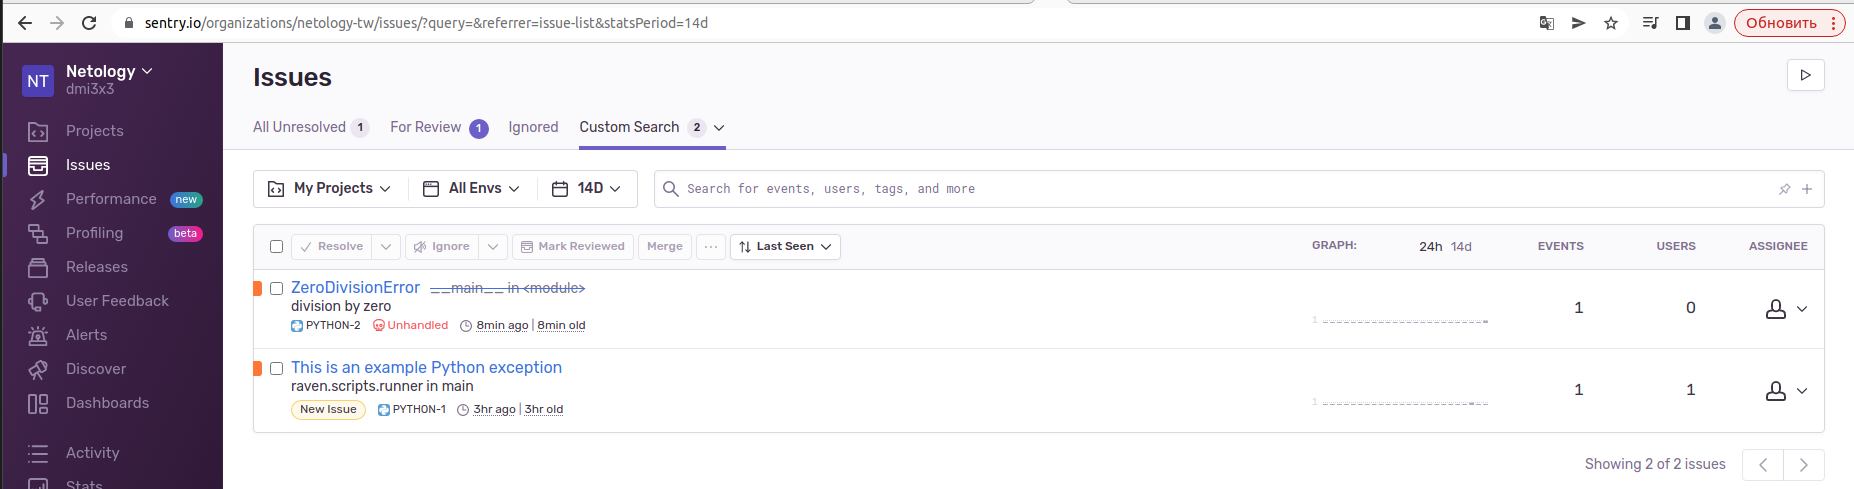 sentry.io/organizations/netology-tw/issues/?query=&referrer=issue-list&statsPeriod=14d
Обновить
NT
Netology
dmi3x3
Projects
Issues
Performance new
Profiling beta
Releases
User Feedback
Alerts
Discover
Dashboards
Activity
Stats
Issues
All Unresolved 1 For Review 1 Ignored Custom Search 2
My Projects All Envs 14D Search for events, users, tags, and more
Resolve Ignore Mark Reviewed Merge ... Last Seen GRAPH: 24h 14d EVENTS USERS ASSIGNEE
ZeroDivisionError __main__ in <module>
division by zero
PYTHON-2 Unhandled 8min ago | 8min old
1 1 0
This is an example Python exception
raven.scripts.runner in main
New Issue PYTHON-1 3hr ago | 3hr old
1 1 1
Showing 2 of 2 issues